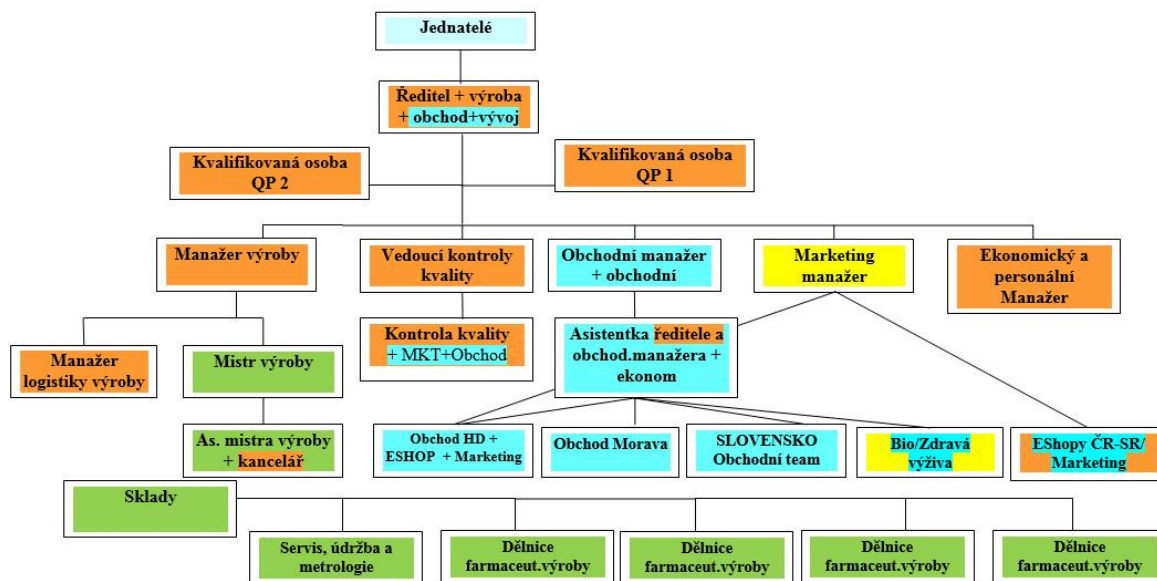 Jednatelé
Ředitel + výroba
+ obchod+vývoj
Kvalifikovaná osoba
QP 2
Kvalifikovaná osoba
QP 1
Manažer výroby
Vedoucí kontroly
kvality
Obchodní manažer
+ obchodní
Marketing
manažer
Ekonomický a
personální
Manažer
Manažer
logistiky výroby
Mistr výroby
Kontrola kvality
+ MKT+Obchod
Asistentka ředitele a
obchod.manažera +
ekonom
As. mistra výroby
+ kancelář
Obchod HD +
ESHOP + Marketing
Obchod Morava
SLOVENSKO
Obchodní team
Bio/Zdravá
výživa
EShopy ČR-SR/
Marketing
Sklady
Servis, údržba a
metrologie
Dělnice
farmaceut.výroby
Dělnice
farmaceut.výroby
Dělnice
farmaceut.výroby
Dělnice
farmaceut.výroby